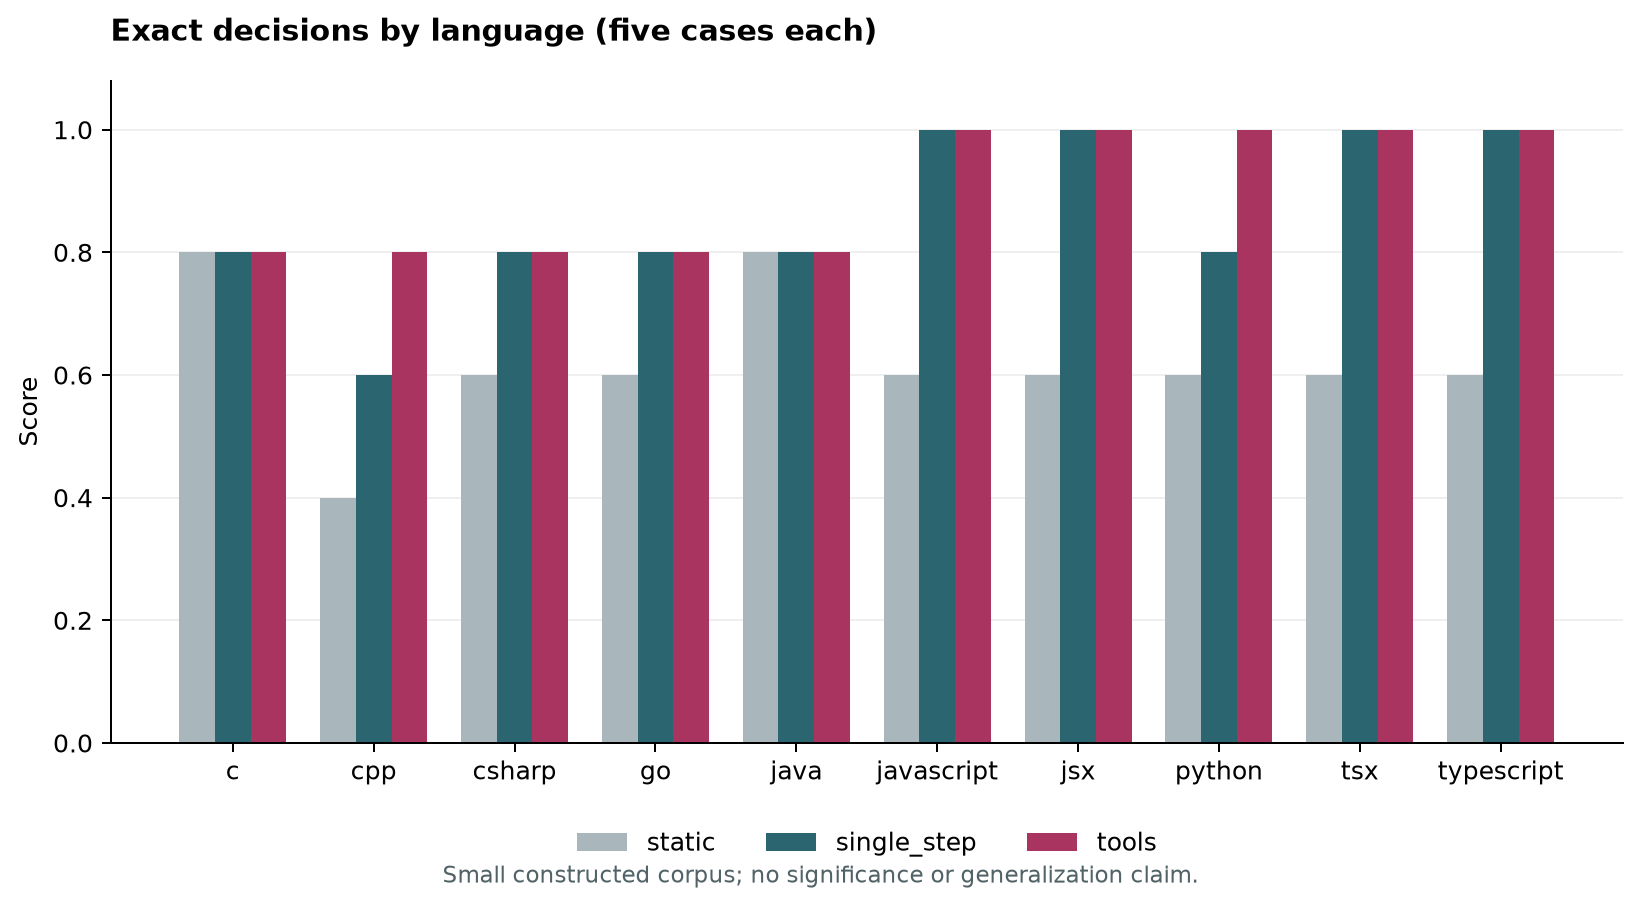 Exact decisions by language (five cases each)
Score
1.0
0.8
0.6
0.4
0.2
0.0
c cpp csharp go java javascript jsx python tsx typescript
static single_step tools
Small constructed corpus; no significance or generalization claim.